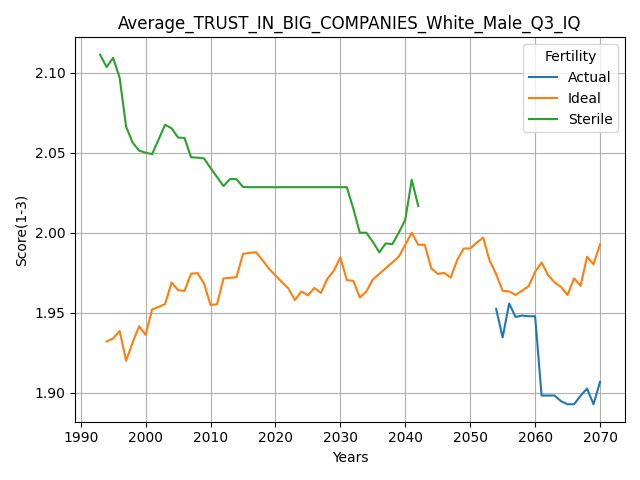 Average_TRUST_IN_BIG_COMPANIES_White_Male_Q3_IQ
Fertility
Actual
Ideal
Sterile
2.10
2.05
2.00
1.95
1.90
Score(1-3)
1990 2000 2010 2020 2030 2040 2050 2060 2070
Years